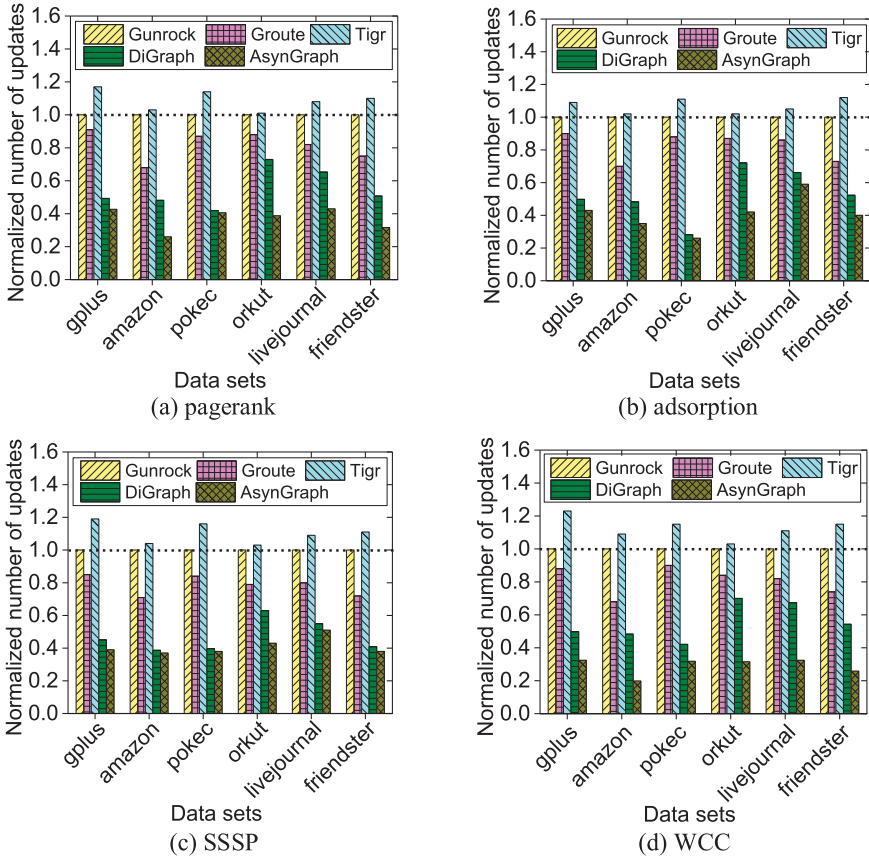 Normalized number of updates
1.6
1.4
1.2
1.0
0.8
0.6
0.4
0.2
0.0
Gunrock Groute Tigr
DiGraph AsynGraph
gplus
amazon
pokec
orkut
livejournal
friendster
Data sets
(a) pagerank
Normalized number of updates
1.6
1.4
1.2
1.0
0.8
0.6
0.4
0.2
0.0
Gunrock Groute Tigr
DiGraph AsynGraph
gplus
amazon
pokec
orkut
livejournal
friendster
Data sets
(b) adsorption
Normalized number of updates
1.6
1.4
1.2
1.0
0.8
0.6
0.4
0.2
0.0
Gunrock Groute Tigr
DiGraph AsynGraph
gplus
amazon
pokec
orkut
livejournal
friendster
Data sets
(c) SSSP
Normalized number of updates
1.6
1.4
1.2
1.0
0.8
0.6
0.4
0.2
0.0
Gunrock Groute Tigr
DiGraph AsynGraph
gplus
amazon
pokec
orkut
livejournal
friendster
Data sets
(d) WCC